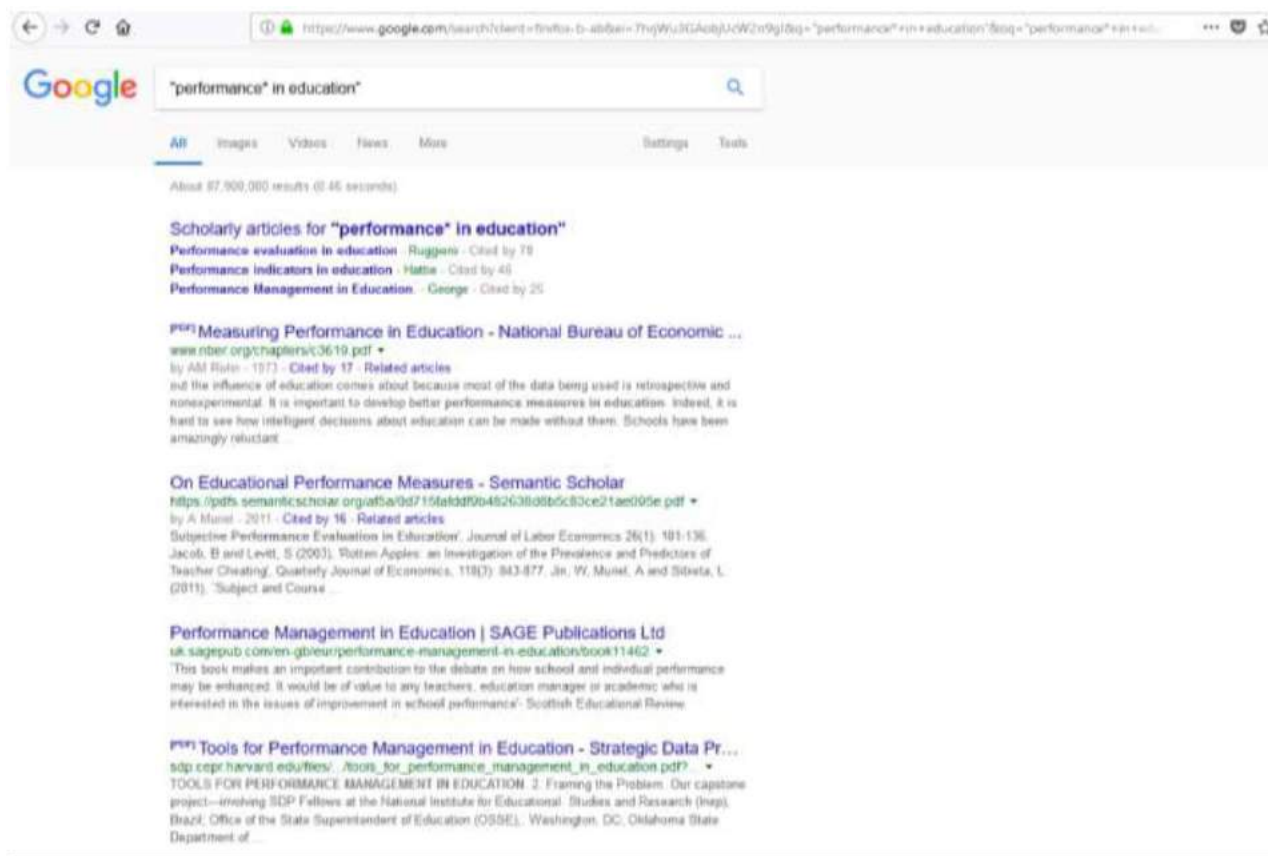 https://www.google.com/search?client=firefox-b-ab&ei=
Google
"performance* in education"
All Images Videos News More Settings Tools
About 87,900,000 results (0.46 seconds)
Scholarly articles for "performance* in education"
Performance evaluation in education - Ruggiero - Cited by 78
Performance indicators in education - Hattie - Cited by 46
Performance Management in Education. - George - Cited by 25
[PDF] Measuring Performance in Education - National Bureau of Economic ...
www.nber.org/chapters/c3619.pdf
by AM Rivlin - 1973 - Cited by 17 - Related articles
out the influence of education comes about because most of the data being used is retrospective and
nonexperimental. It is important to develop better performance measures in education. Indeed, it is
hard to see how intelligent decisions about education can be made without them. Schools have been
amazingly reluctant ...
On Educational Performance Measures - Semantic Scholar
https://pdfs.semanticscholar.org/
by A Muriel - 2011 - Cited by 16 - Related articles
Subjective Performance Evaluation in Education', Journal of Labor Economics 26(1): 101-136.
Jacob, B and Levitt, S (2003), 'Rotten Apples: an Investigation of the Prevalence and Predictors of
Teacher Cheating', Quarterly Journal of Economics, 118(3): 843-877. Jin, W, Muriel, A and Sibieta, L
(2011), 'Subject and Course ...
Performance Management in Education | SAGE Publications Ltd
uk.sagepub.com/en-gb/eur/performance-management-in-education/book11462
'This book makes an important contribution to the debate on how school and individual performance
may be enhanced. It would be of value to any teachers, education manager or academic who is
interested in the issues of improvement in school performance'- Scottish Educational Review
[PDF] Tools for Performance Management in Education - Strategic Data Pr...
sdp.cepr.harvard.edu/files/.../tools_for_performance_management_in_education.pdf?...
TOOLS FOR PERFORMANCE MANAGEMENT IN EDUCATION. 2. Framing the Problem. Our capstone
project—involving SDP Fellows at the National Institute for Educational. Studies and Research (Inep),
Brazil; Office of the State Superintendent of Education (OSSE),. Washington, DC; Oklahoma State
Department of ...